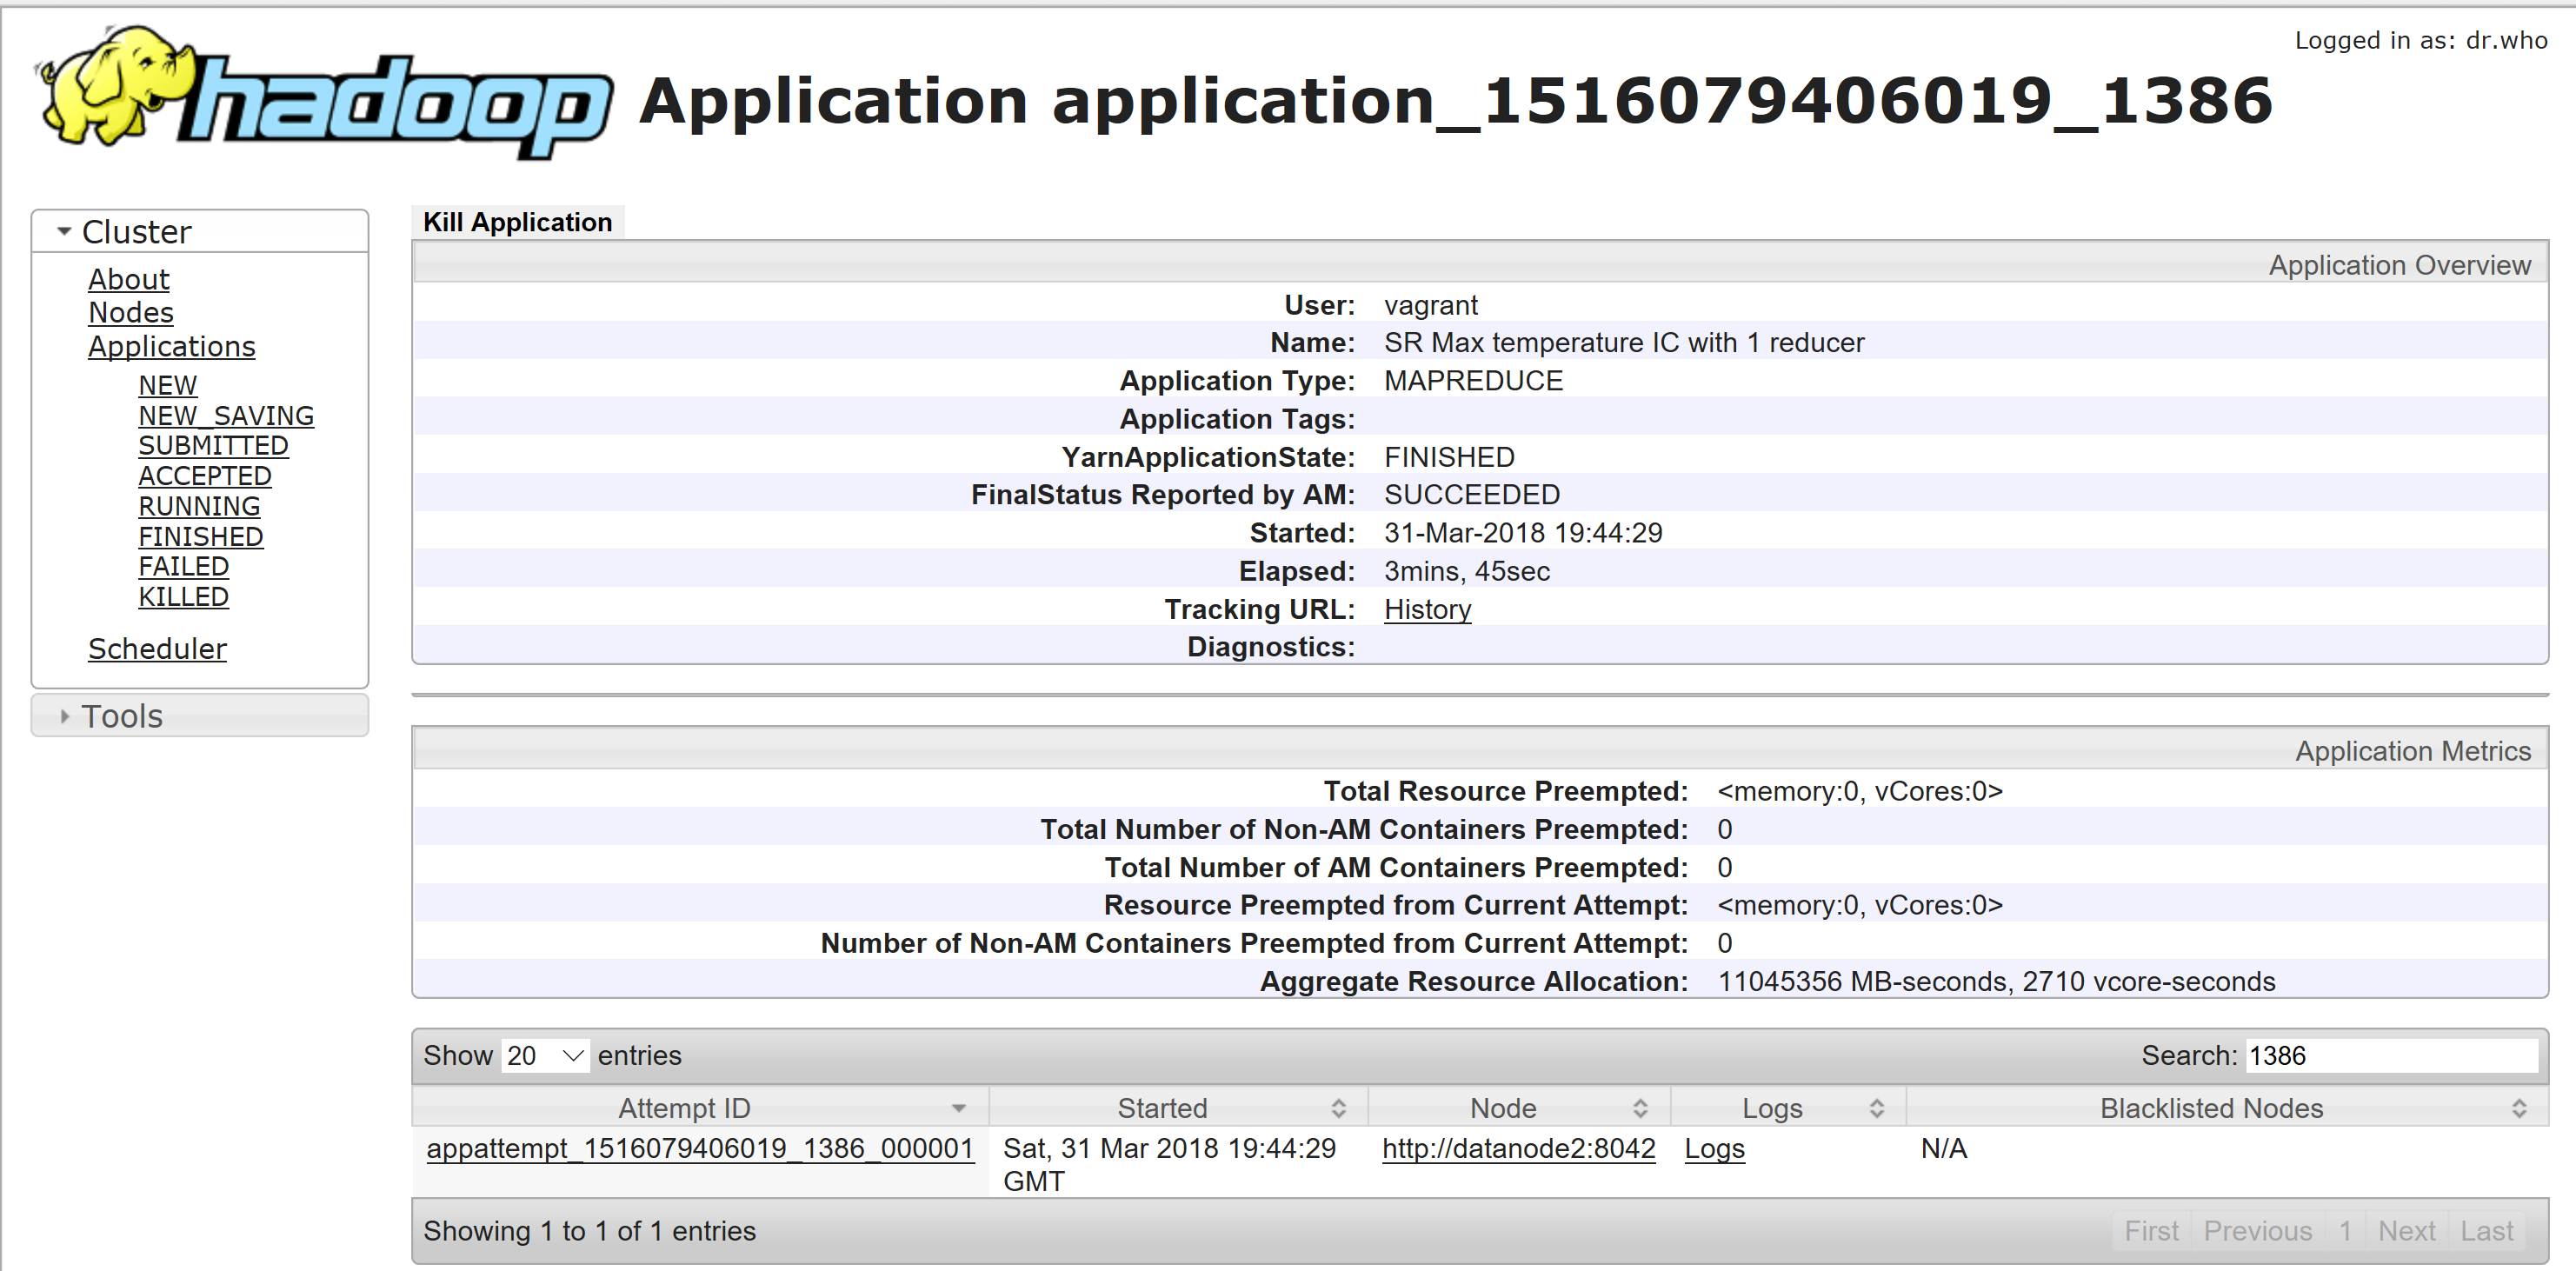 Logged in as: dr.who
hadoop
Application application_1516079406019_1386
Cluster
About
Nodes
Applications
NEW
NEW_SAVING
SUBMITTED
ACCEPTED
RUNNING
FINISHED
FAILED
KILLED
Scheduler
Tools
Kill Application
Application Overview
User: vagrant
Name: SR Max temperature IC with 1 reducer
Application Type: MAPREDUCE
Application Tags:
YarnApplicationState: FINISHED
FinalStatus Reported by AM: SUCCEEDED
Started: 31-Mar-2018 19:44:29
Elapsed: 3mins, 45sec
Tracking URL: History
Diagnostics:
Application Metrics
Total Resource Preempted: <memory:0, vCores:0>
Total Number of Non-AM Containers Preempted: 0
Total Number of AM Containers Preempted: 0
Resource Preempted from Current Attempt: <memory:0, vCores:0>
Number of Non-AM Containers Preempted from Current Attempt: 0
Aggregate Resource Allocation: 11045356 MB-seconds, 2710 vcore-seconds
Show 20 entries Search: 1386
Attempt ID Started Node Logs Blacklisted Nodes
appattempt_1516079406019_1386_000001 Sat, 31 Mar 2018 19:44:29 http://datanode2:8042 Logs N/A
GMT
Showing 1 to 1 of 1 entries First Previous 1 Next Last